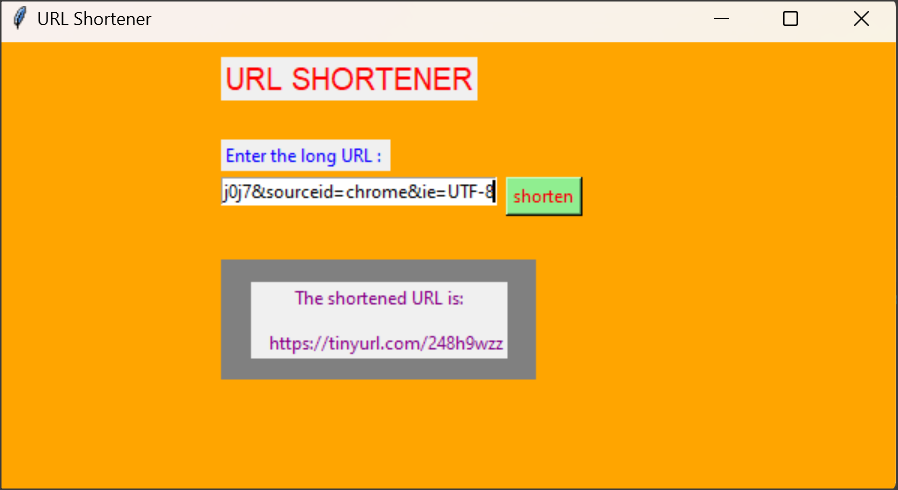 URL Shortener
URL SHORTENER
Enter the long URL :
j0j7&sourceid=chrome&ie=UTF-8
shorten
The shortened URL is:
https://tinyurl.com/248h9wzz